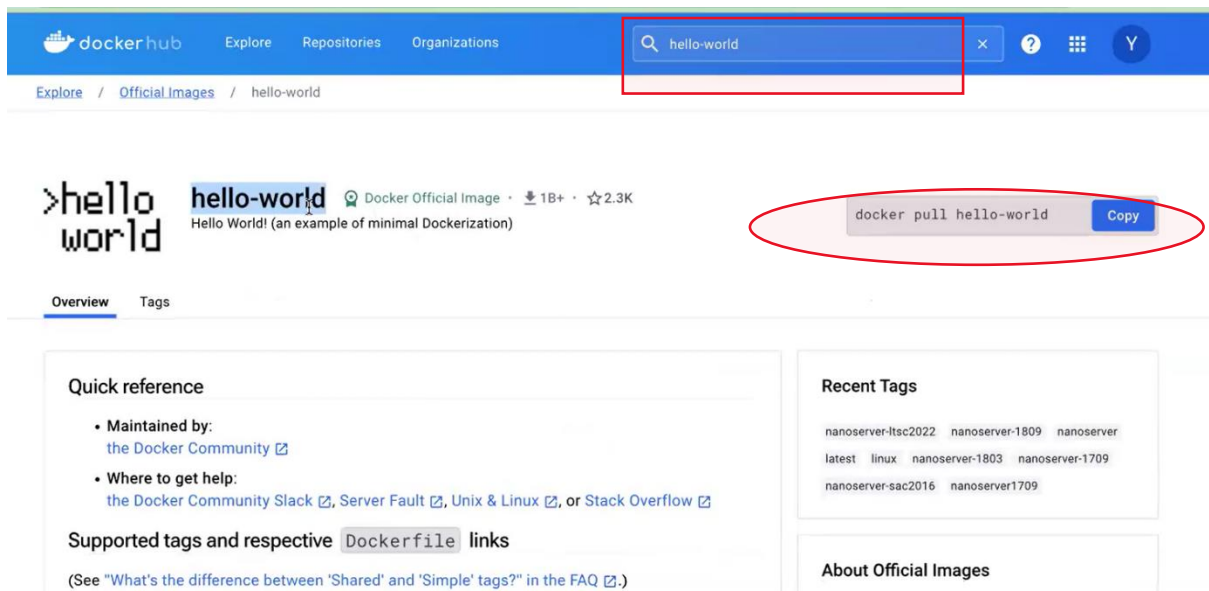 dockerhub Explore Repositories Organizations hello-world × ? Y
Explore / Official Images / hello-world
>hello
world
hello-world Docker Official Image · 1B+ · 2.3K
Hello World! (an example of minimal Dockerization)
docker pull hello-world Copy
Overview Tags
Quick reference
• Maintained by:
the Docker Community
• Where to get help:
the Docker Community Slack, Server Fault, Unix & Linux, or Stack Overflow
Supported tags and respective Dockerfile links
(See "What's the difference between 'Shared' and 'Simple' tags?" in the FAQ.)
Recent Tags
nanoserver-ltsc2022 nanoserver-1809 nanoserver
latest linux nanoserver-1803 nanoserver-1709
nanoserver-sac2016 nanoserver1709
About Official Images